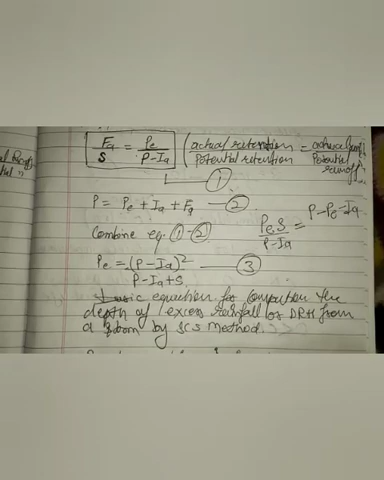 Fa/S = Pe/P-Ia (actual retention/Potential retention = actual runoff/Potential runoff)
①
P = Pe + Ia + Fa — ②
Combine eq. ①-②
Pe S/P-Ia = P-Pe-Ia
Pe = (P-Ia)²/P-Ia+S — ③
basic equation for the
depth of excess rainfall or DRH from
a storm by SCS method.